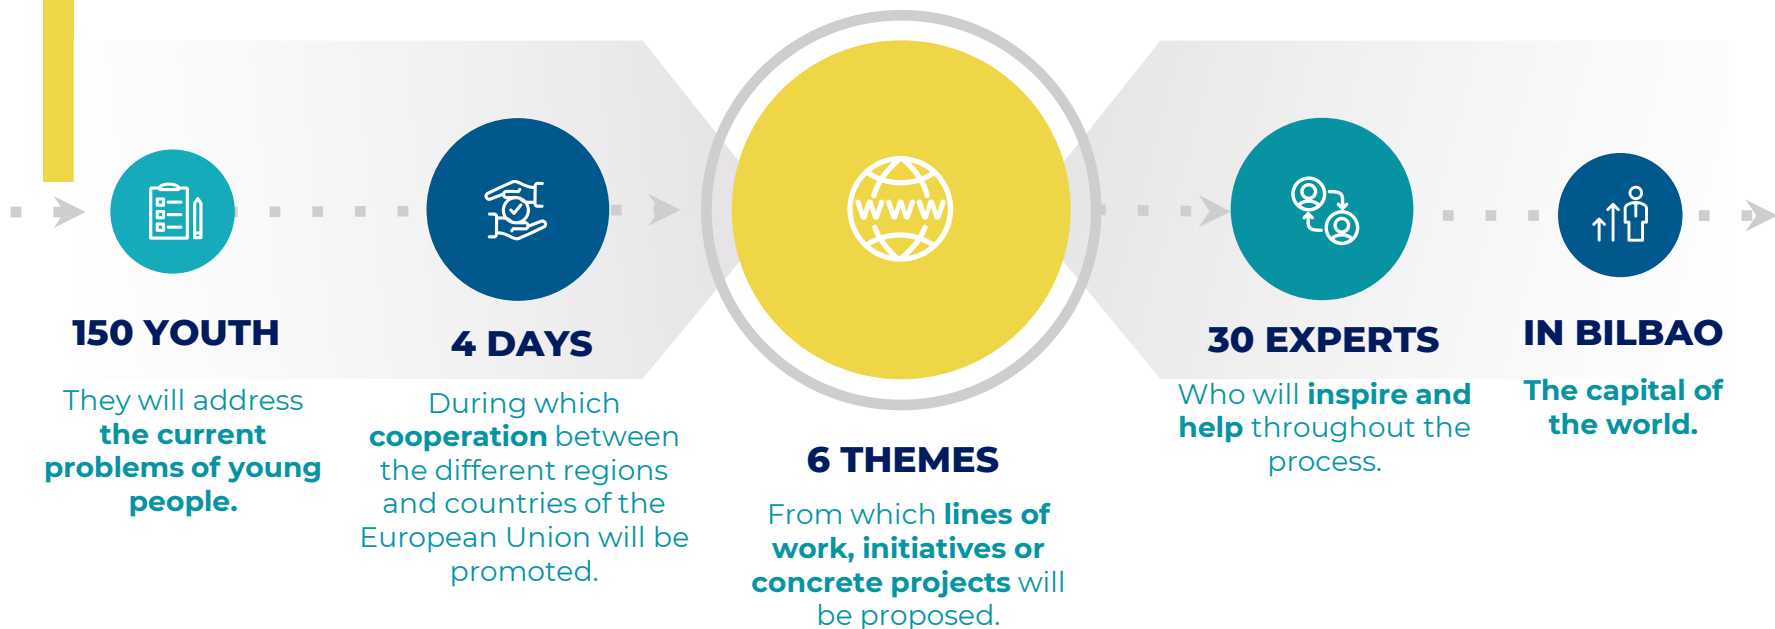 150 YOUTH
They will address
the current
problems of young
people.
4 DAYS
During which
cooperation between
the different regions
and countries of the
European Union will be
promoted.
www
6 THEMES
From which lines of
work, initiatives or
concrete projects will
be proposed.
30 EXPERTS
Who will inspire and
help throughout the
process.
IN BILBAO
The capital of
the world.